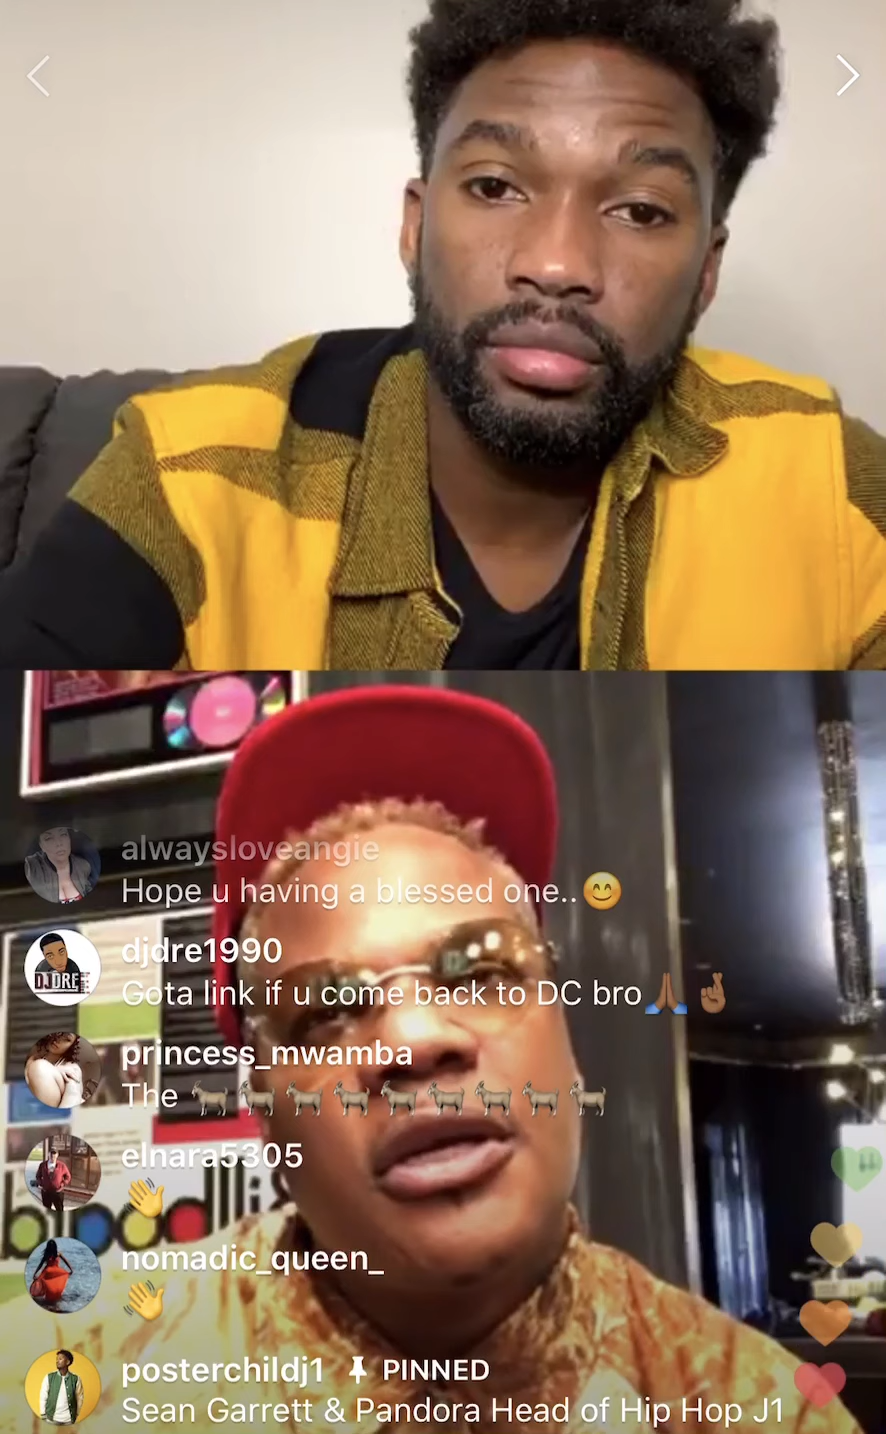 alwaysloveangie
Hope u having a blessed one..😊
djdre1990
Gota link if u come back to DC bro🙏🏾🤞🏾
DJDRE
princess_mwamba
The 🐐🐐🐐🐐🐐🐐🐐🐐🐐
elnara5305
👋
nomadic_queen_
👋
posterchildj1 📌 PINNED
Sean Garrett & Pandora Head of Hip Hop J1